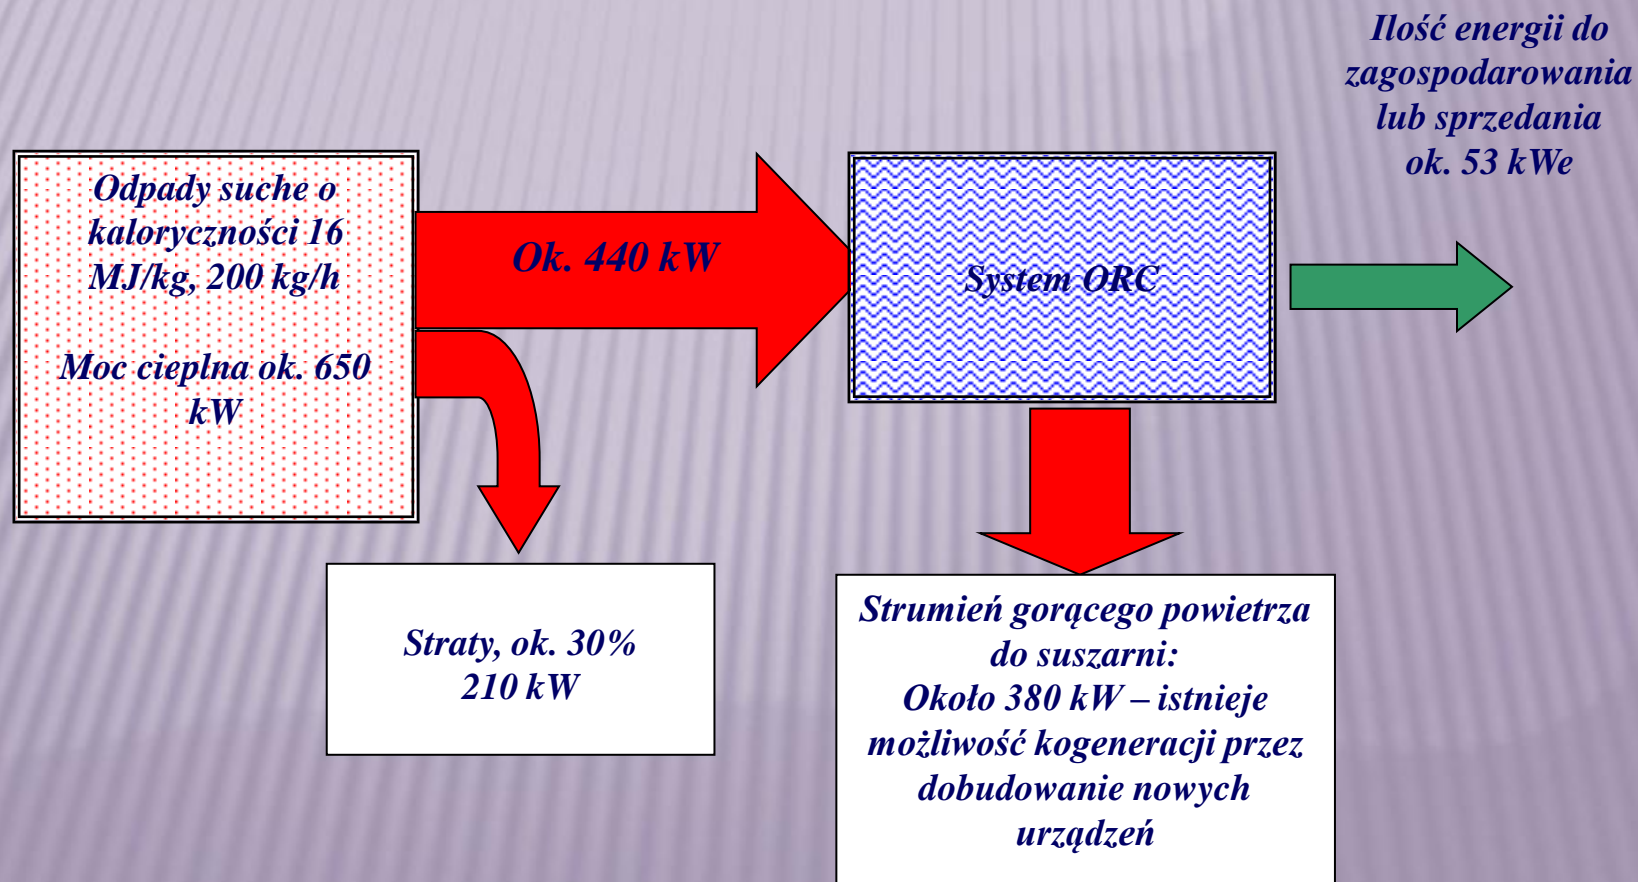 Ilość energii do
zagospodarowania
lub sprzedania
ok. 53 kWe
Odpady suche o
kaloryczności 16
MJ/kg, 200 kg/h
Moc cieplna ok. 650
kW
Ok. 440 kW
System ORC
Straty, ok. 30%
210 kW
Strumień gorącego powietrza
do suszarni:
Około 380 kW – istnieje
możliwość kogeneracji przez
dobudowanie nowych
urządzeń